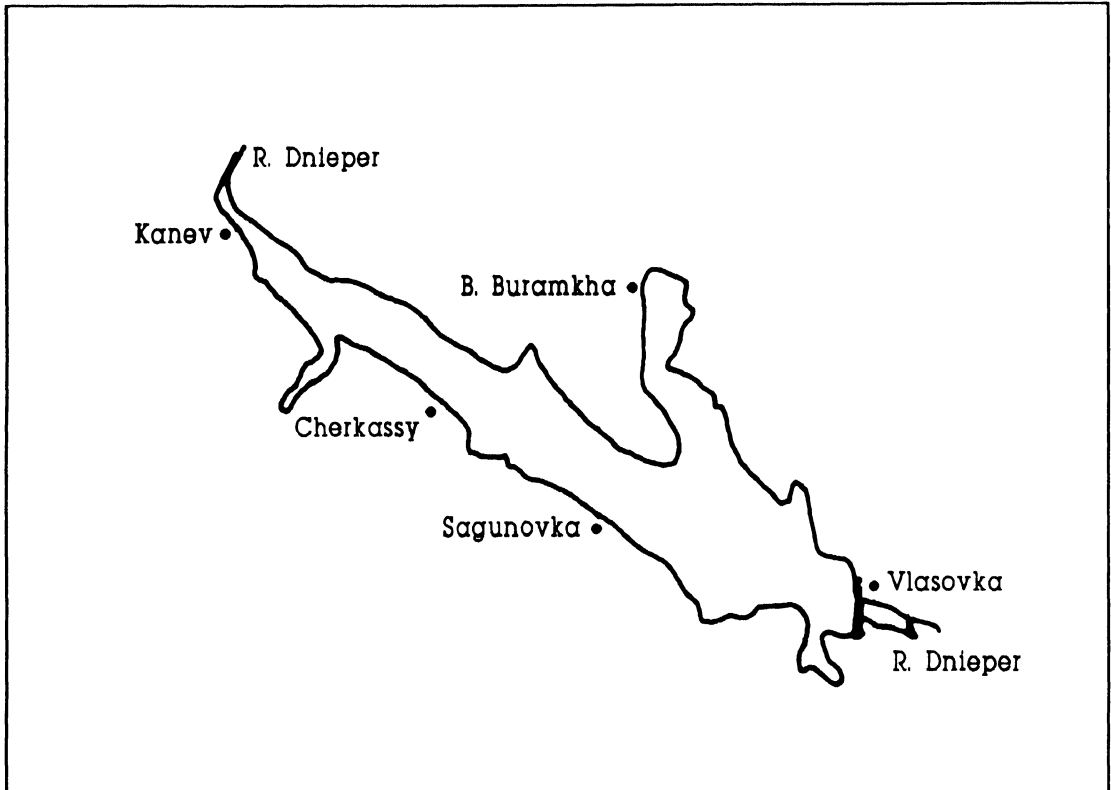 R. Dnieper
Kanev
B. Buramkha
Cherkassy
Sagunovka
Vlasovka
R. Dnieper